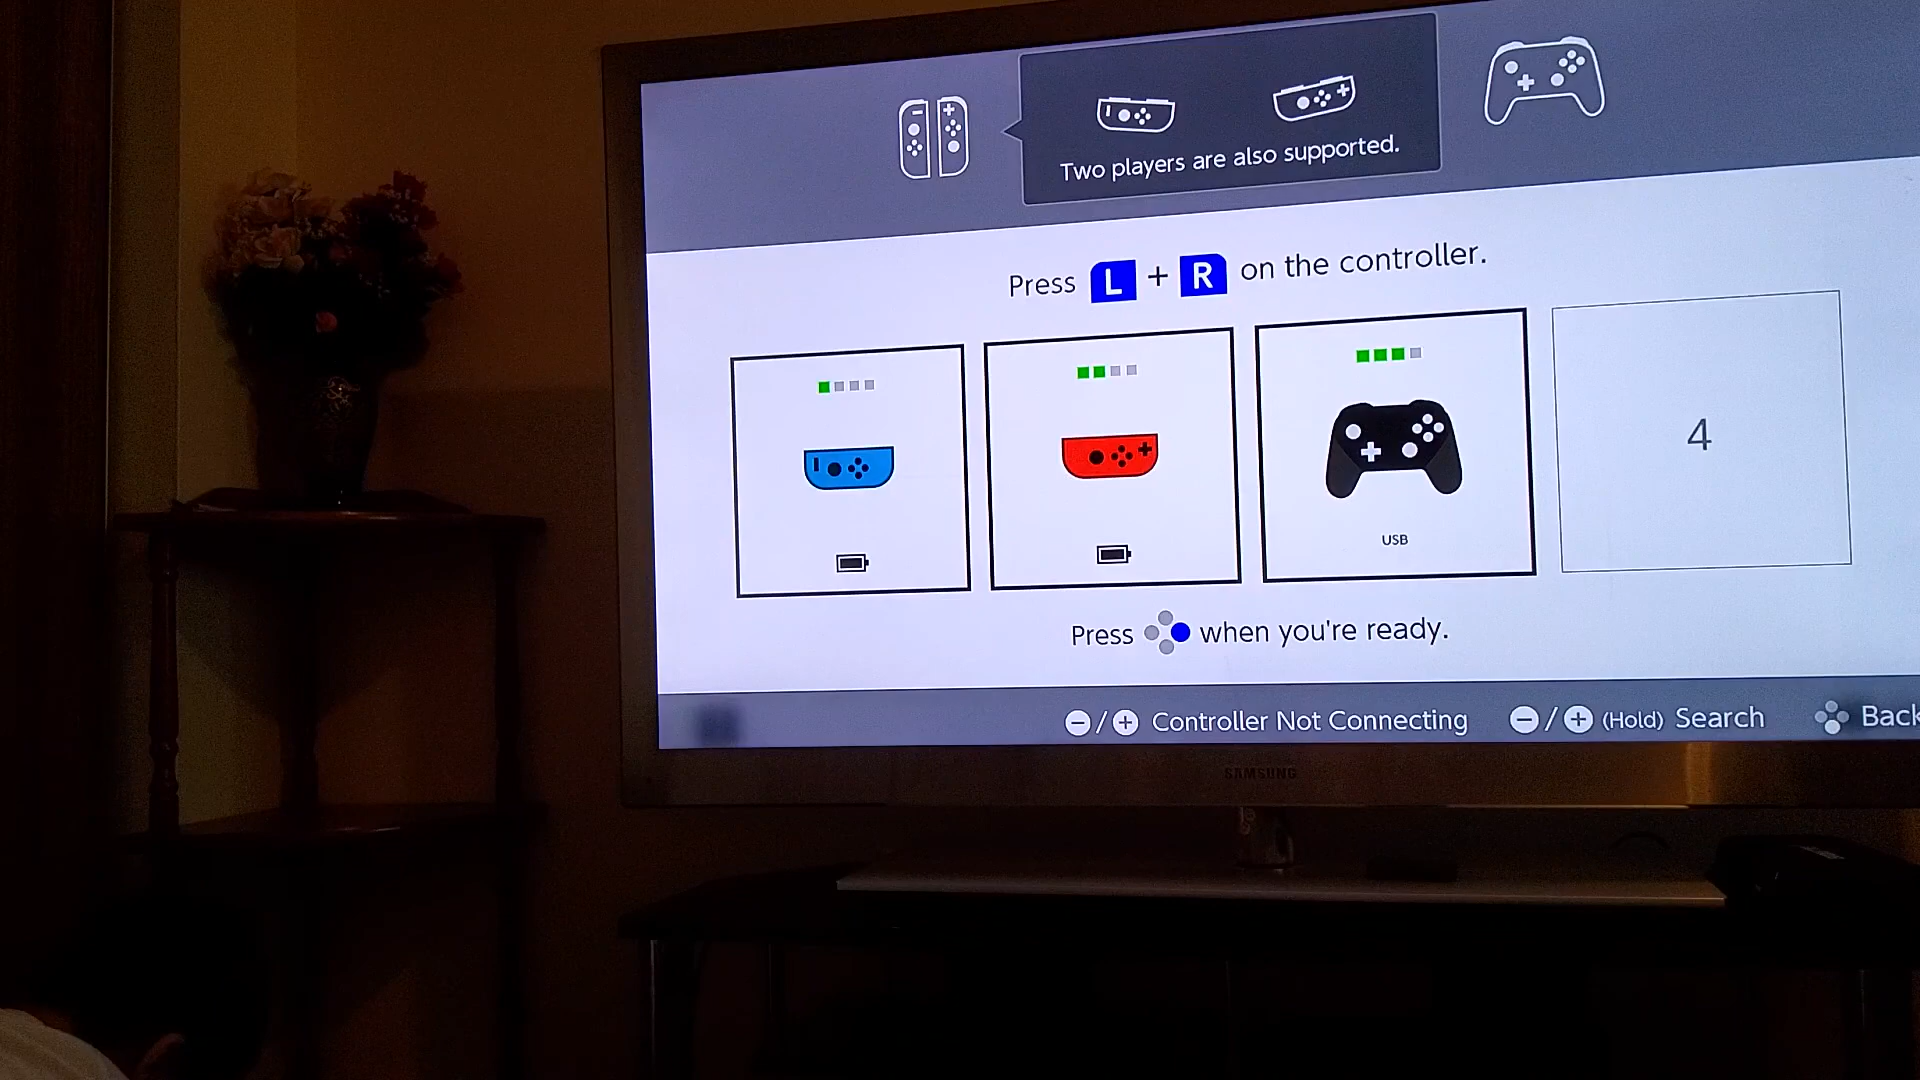 Two players are also supported.
Press L + R on the controller.
4
USB
Press when you're ready.
−/+ Controller Not Connecting −/+ (Hold) Search Back
SAMSUNG